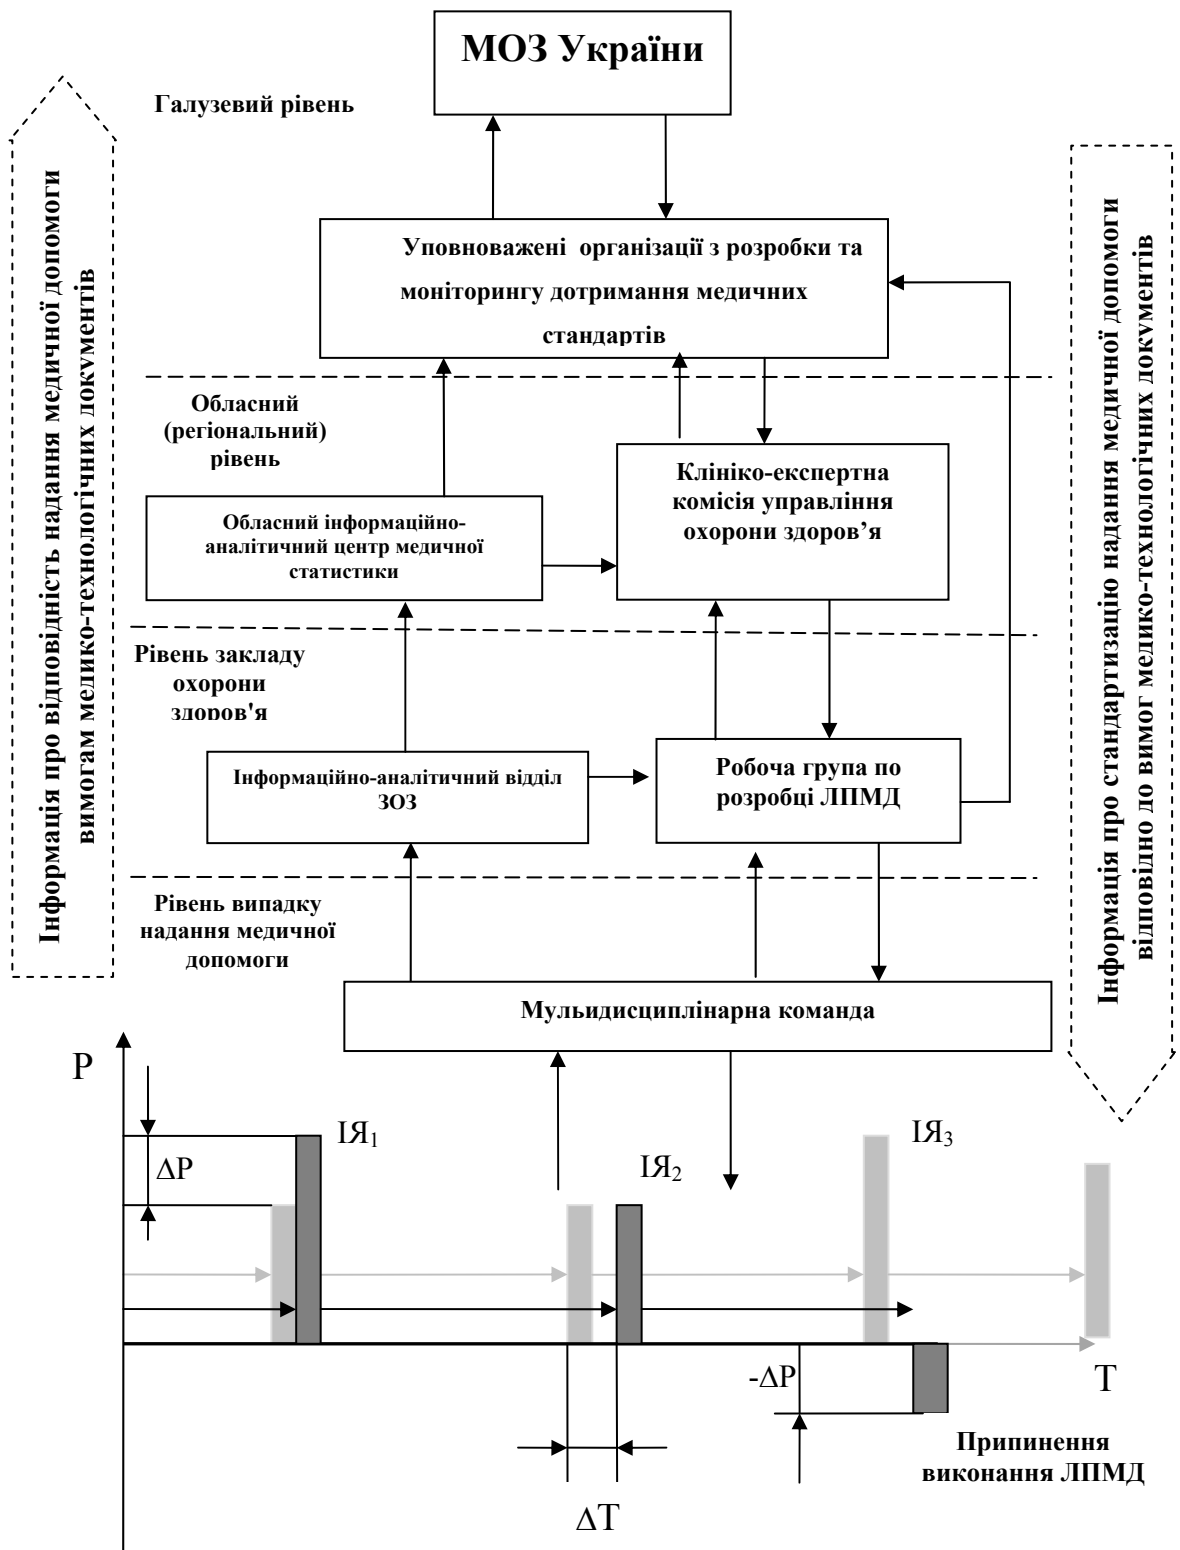 МОЗ України
Галузевий рівень
Уповноважені організації з розробки та
моніторингу дотримання медичних
стандартів
Обласний
(регіональний)
рівень
Клініко-експертна
комісія управління
охорони здоров’я
Обласний інформаційно-
аналітичний центр медичної
статистики
Рівень закладу
охорони
здоров'я
Інформаційно-аналітичний відділ
ЗОЗ
Робоча група по
розробці ЛПМД
Рівень випадку
надання медичної
допомоги
Мульидисциплінарна команда
Інформація про відповідність надання медичної допомоги
вимогам медико-технологічних документів
Інформація про стандартизацію надання медичної допомоги
відповідно до вимог медико-технологічних документів
P
ІЯ1
ІЯ3
ΔP
ІЯ2
-ΔP
T
Припинення
виконання ЛПМД
ΔT